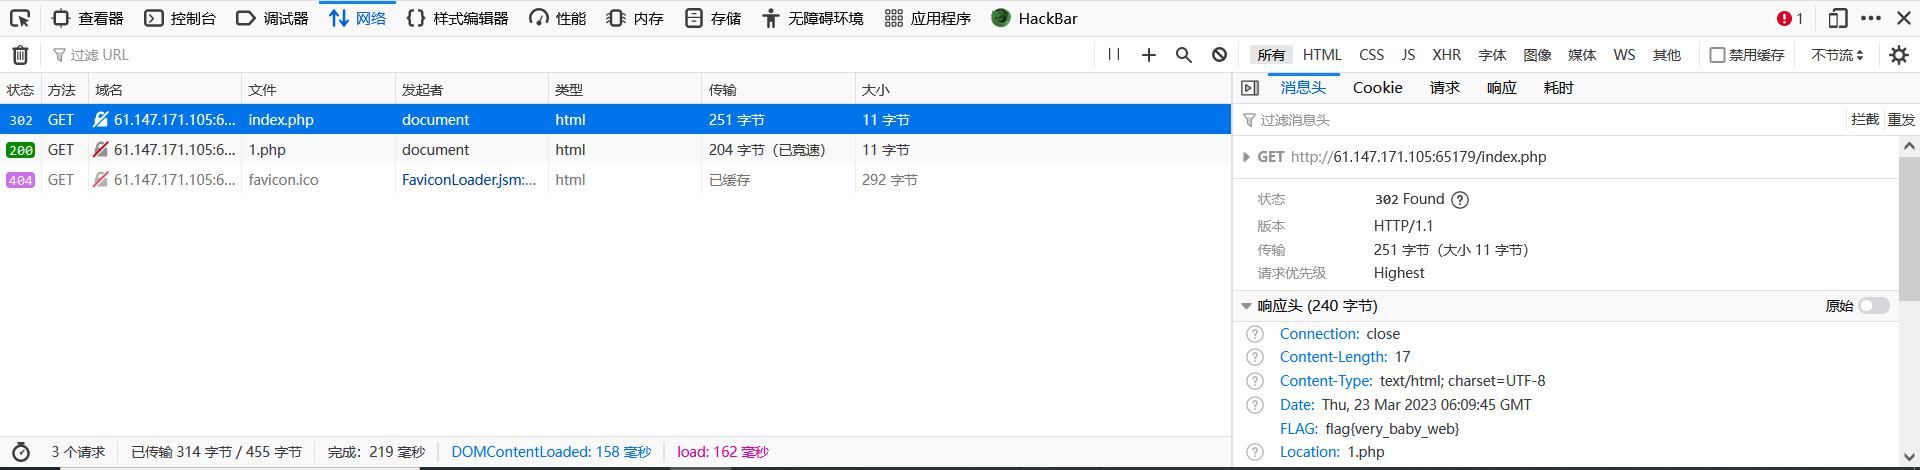 查看器 控制台 调试器 网络 样式编辑器 性能 内存 存储 无障碍环境 应用程序 HackBar 1
过滤 URL 所有 HTML CSS JS XHR 字体 图像 媒体 WS 其他 禁用缓存 不节流
状态 方法 域名 文件 发起者 类型 传输 大小
302 GET 61.147.171.105:6... index.php document html 251 字节 11 字节
200 GET 61.147.171.105:6... 1.php document html 204 字节（已竞速） 11 字节
404 GET 61.147.171.105:6... favicon.ico FaviconLoader.jsm:... html 已缓存 292 字节
3 个请求 已传输 314 字节 / 455 字节 完成：219 毫秒 DOMContentLoaded: 158 毫秒 load: 162 毫秒
消息头 Cookie 请求 响应 耗时
过滤消息头 拦截 重发
GET http://61.147.171.105:65179/index.php
状态 302 Found
版本 HTTP/1.1
传输 251 字节（大小 11 字节）
请求优先级 Highest
响应头 (240 字节) 原始
Connection: close
Content-Length: 17
Content-Type: text/html; charset=UTF-8
Date: Thu, 23 Mar 2023 06:09:45 GMT
FLAG: flag{very_baby_web}
Location: 1.php